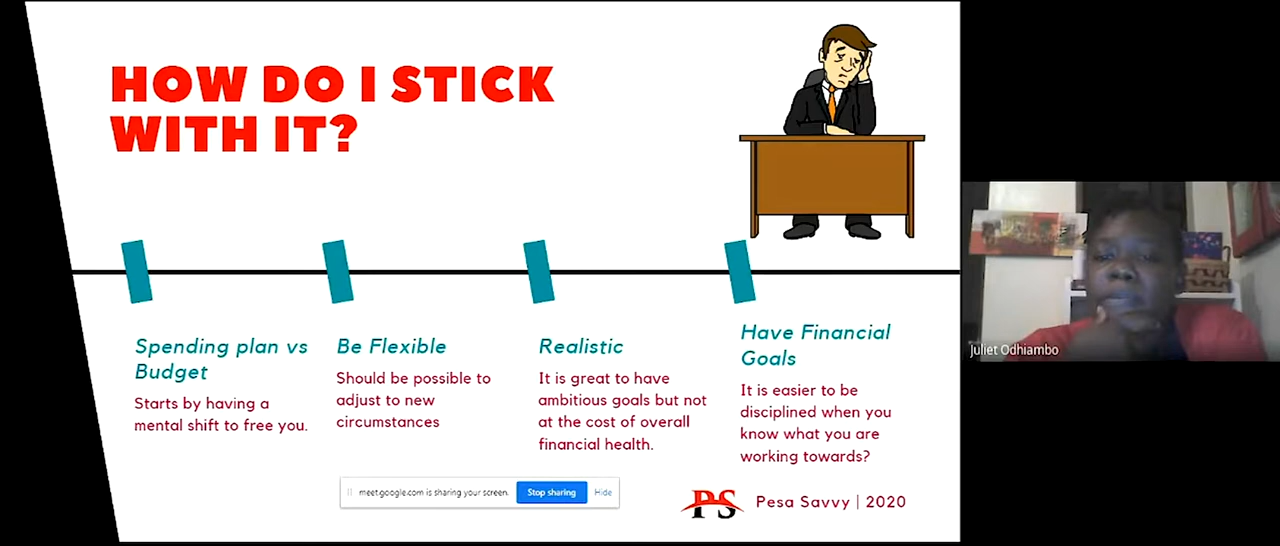 HOW DO I STICK
WITH IT?
Spending plan vs
Budget
Starts by having a
mental shift to free you.
Be Flexible
Should be possible to
adjust to new
circumstances
Realistic
It is great to have
ambitious goals but not
at the cost of overall
financial health.
Have Financial
Goals
It is easier to be
disciplined when you
know what you are
working towards?
meet.google.com is sharing your screen.
Stop sharing
Hide
PS
Pesa Savvy | 2020
Juliet Odhiambo